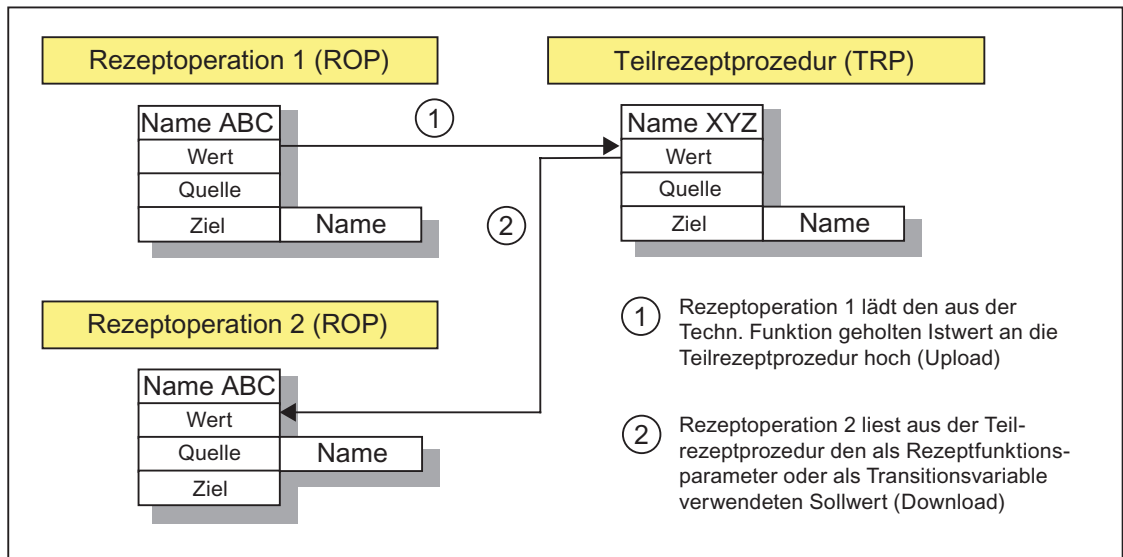 Rezeptoperation 1 (ROP)
Teilrezeptprozedur (TRP)
Name ABC
Wert
Quelle
Ziel
Name
1
Name XYZ
Wert
Quelle
Ziel
Name
2
Rezeptoperation 2 (ROP)
Name ABC
Wert
Quelle
Name
Ziel
1
Rezeptoperation 1 lädt den aus der
Techn. Funktion geholten Istwert an die
Teilrezeptprozedur hoch (Upload)
2
Rezeptoperation 2 liest aus der Teil-
rezeptprozedur den als Rezeptfunktions-
parameter oder als Transitionsvariable
verwendeten Sollwert (Download)